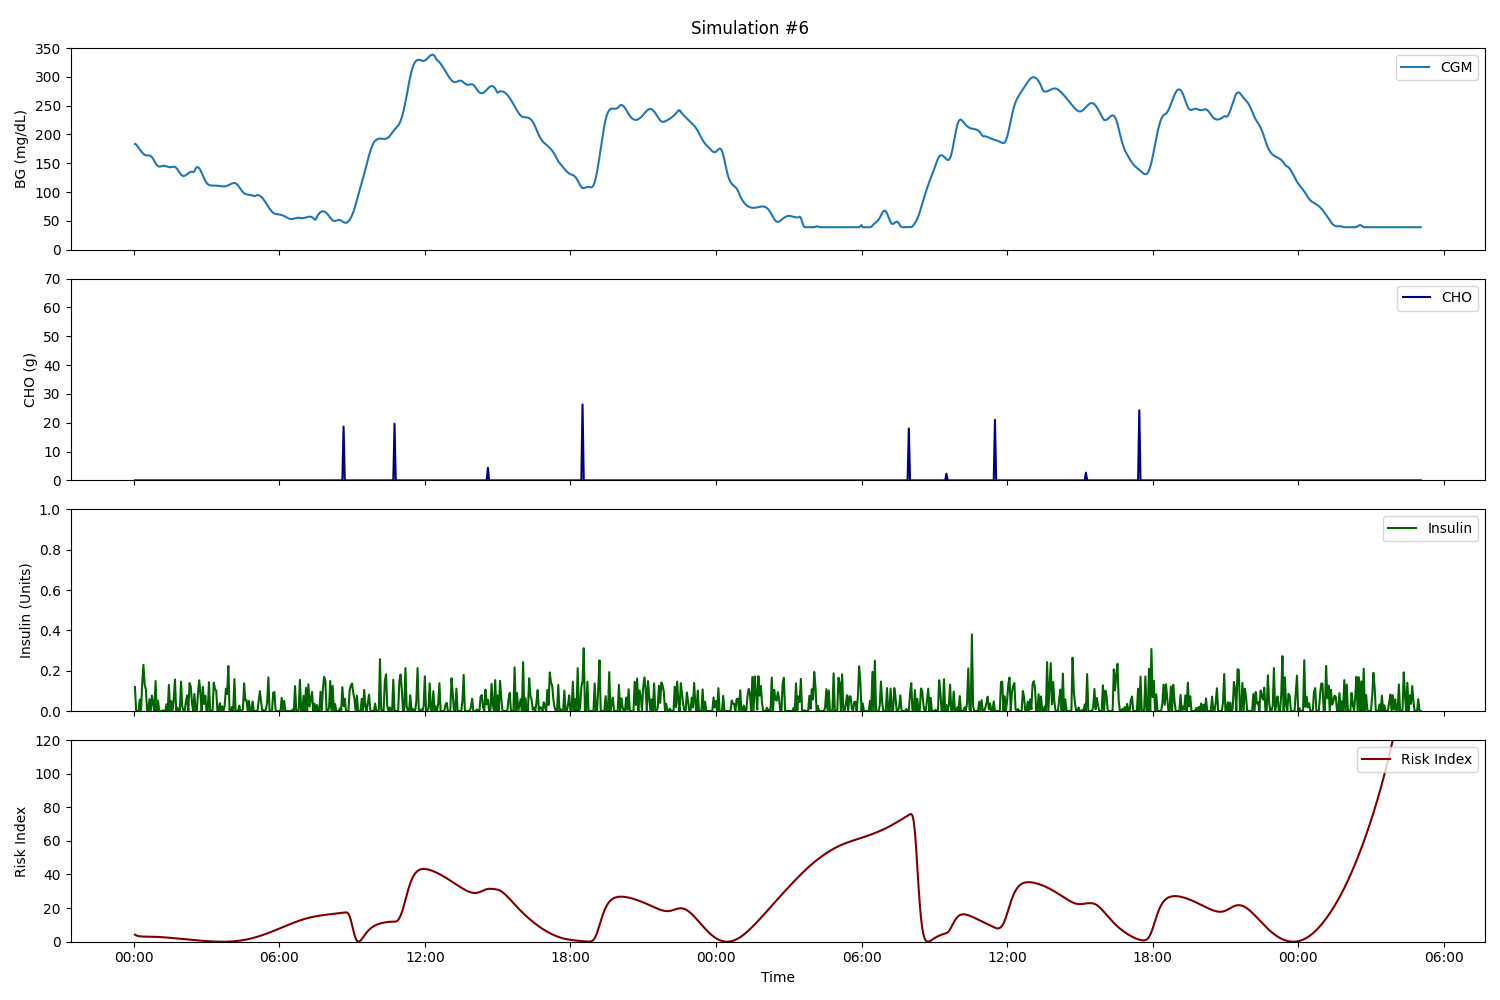 Simulation #6
350
300
250
200
150
100
50
0
BG (mg/dL)
CGM
70
60
50
40
30
20
10
0
CHO (g)
CHO
1.0
0.8
0.6
0.4
0.2
0.0
Insulin (Units)
Insulin
120
100
80
60
40
20
0
Risk Index
Risk Index
00:00 06:00 12:00 18:00 00:00 06:00 12:00 18:00 00:00 06:00
Time